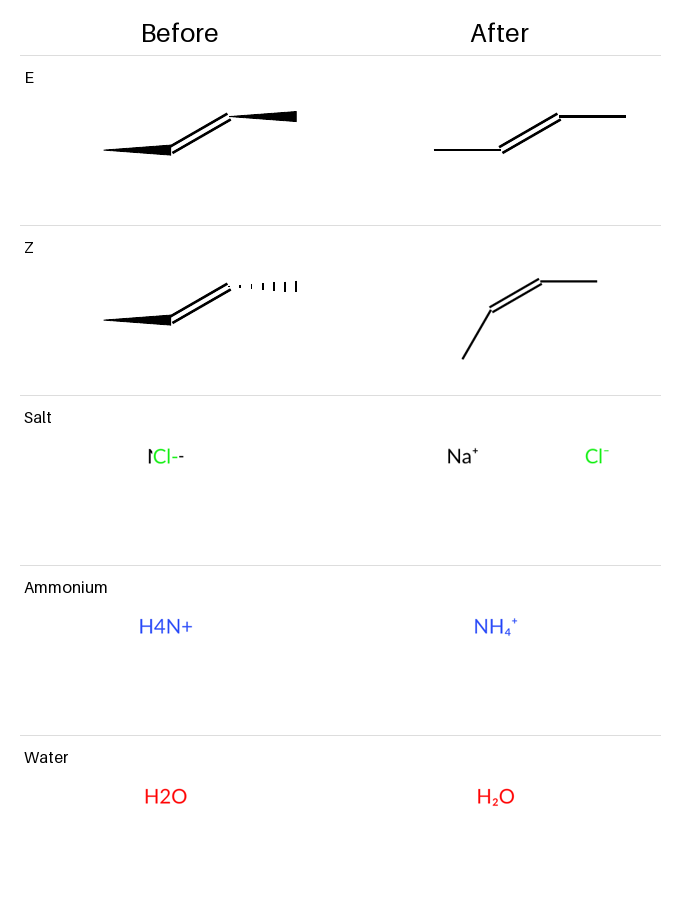 Before After
E
Z
Salt
Cl- Na⁺ Cl⁻
Ammonium
H4N+ NH₄⁺
Water
H2O H₂O